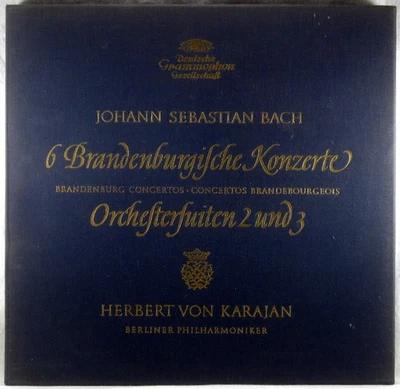 Deutsche
Grammophon
Gesellschaft
JOHANN SEBASTIAN BACH
6 Brandenburgische Konzerte
BRANDENBURG CONCERTOS · CONCERTOS BRANDEBOURGEOIS
Orchesterfuiten 2 und 3
HERBERT VON KARAJAN
BERLINER PHILHARMONIKER